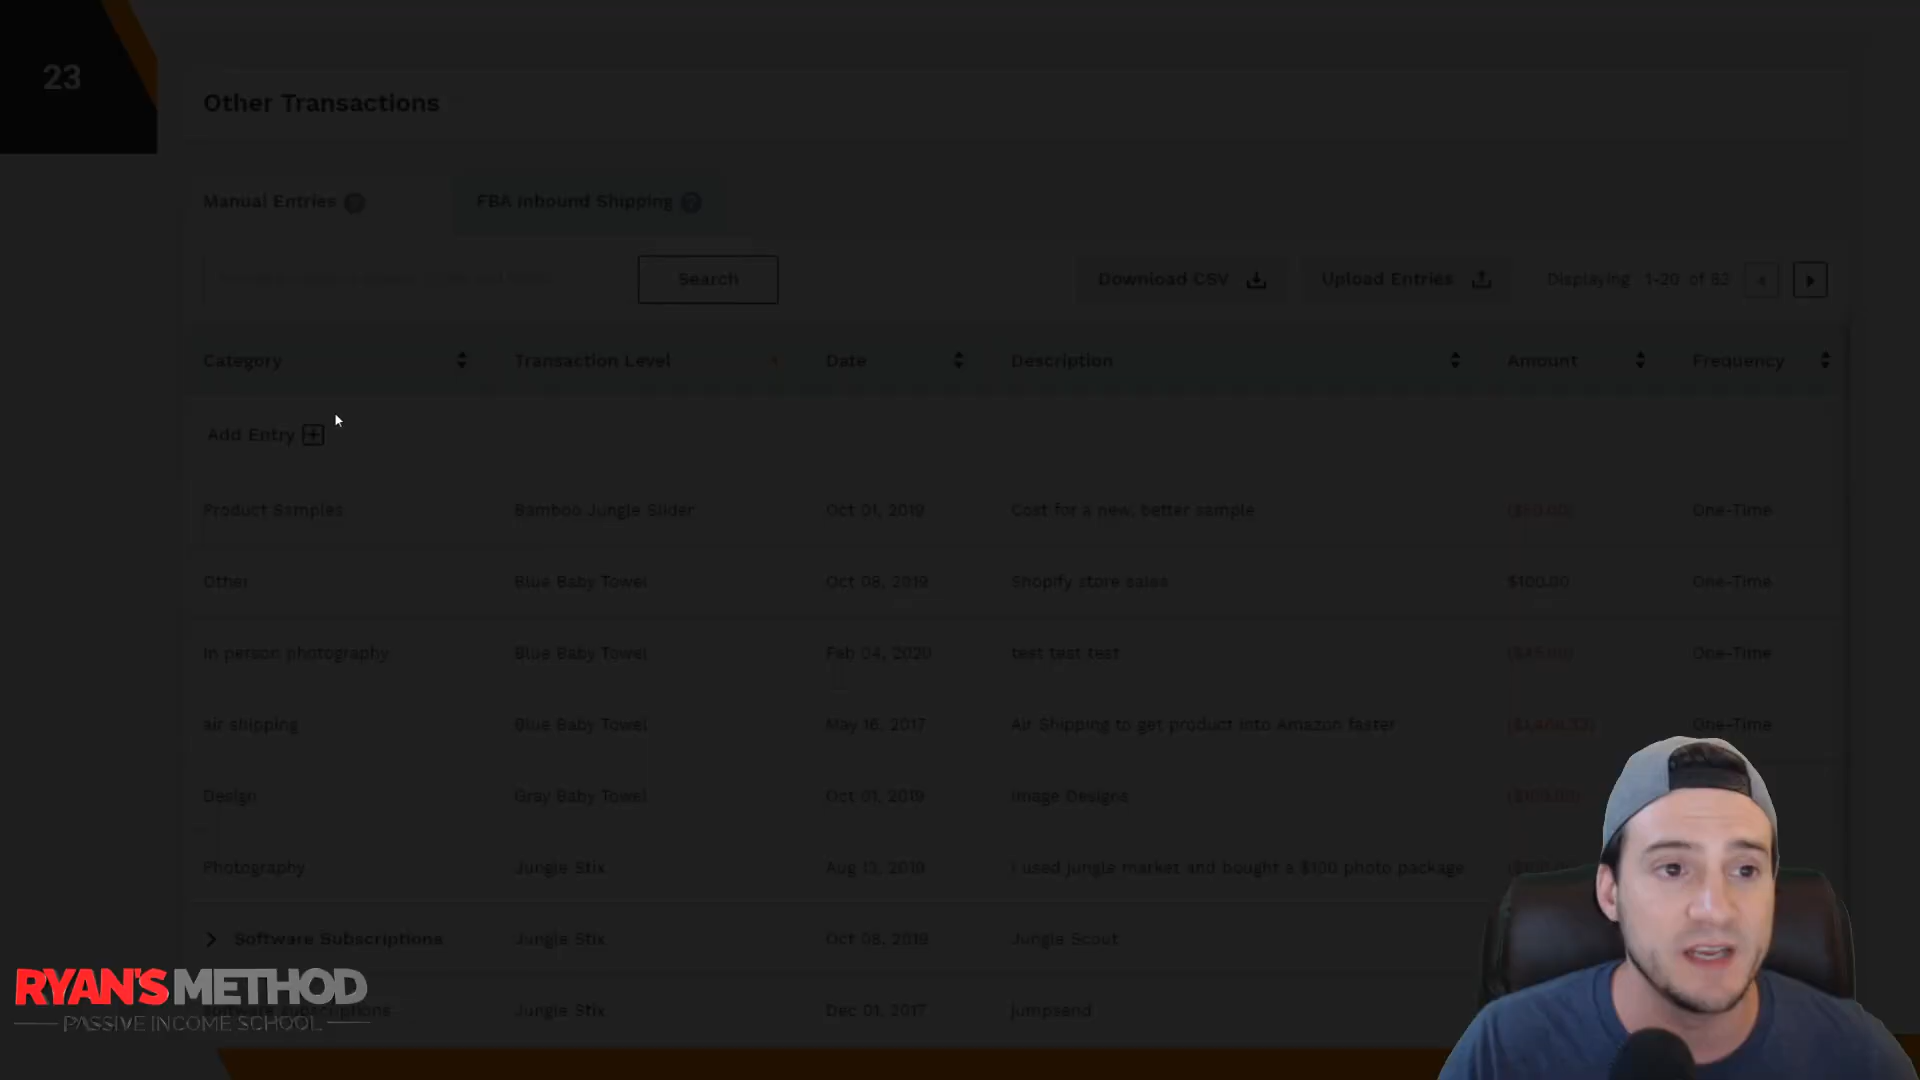 23
Other Transactions
Manual Entries
FBA Inbound Shipping
Search
Download CSV
Upload Entries
Displaying 1-20 of 82
Category
Transaction Level
Date
Description
Amount
Frequency
Add Entry
Product Samples Bamboo Jungle Slider Oct 01, 2019 Cost for a new, better sample One-Time
Other Blue Baby Towel Oct 08, 2019 Shopify store sales $100.00 One-Time
In person photography Blue Baby Towel Feb 04, 2020 test test test One-Time
air shipping Blue Baby Towel May 16, 2017 Air Shipping to get product into Amazon faster One-Time
Design Gray Baby Towel Oct 01, 2019 Image Designs
Photography Jungle Stix Aug 13, 2019 I used jungle market and bought a $100 photo package
Software Subscriptions Jungle Stix Oct 08, 2019 Jungle Scout
software subscriptions Jungle Stix Dec 01, 2017 jumpsend
RYAN'S METHOD
PASSIVE INCOME SCHOOL